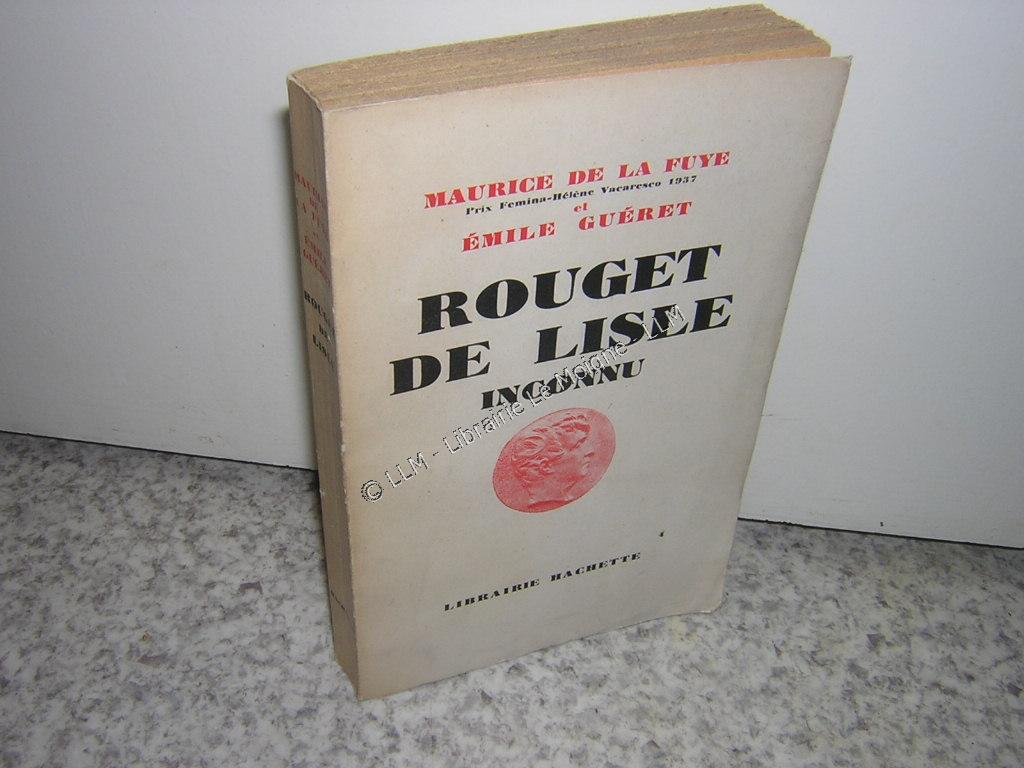 MAURICE DE LA FUYE
Prix Femina-Hélène Vacaresco 1937
et
ÉMILE GUÉRET
ROUGET
DE LISLE
INCONNU
© LLM - Librairie Le Moigne - LLM
LIBRAIRIE HACHETTE